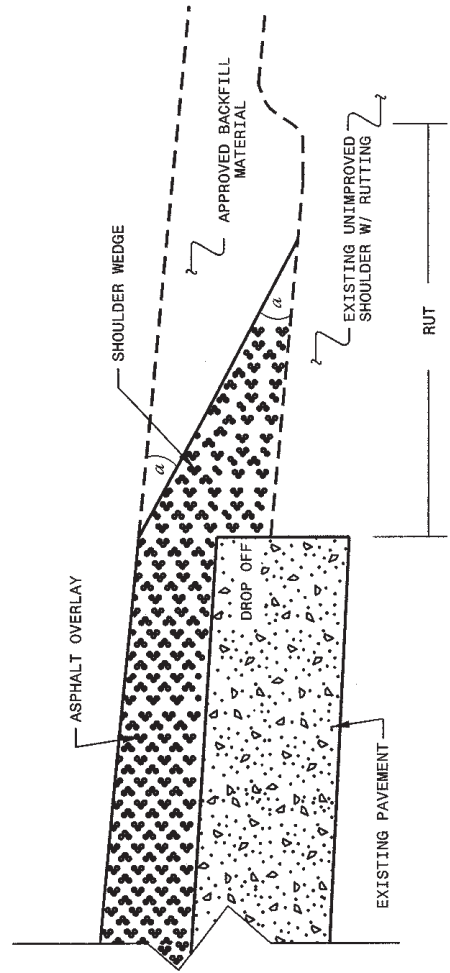 ASPHALT OVERLAY
SHOULDER WEDGE
APPROVED BACKFILL
MATERIAL
a
a
DROP OFF
EXISTING UNIMPROVED
SHOULDER W/ RUTTING
RUT
EXISTING PAVEMENT